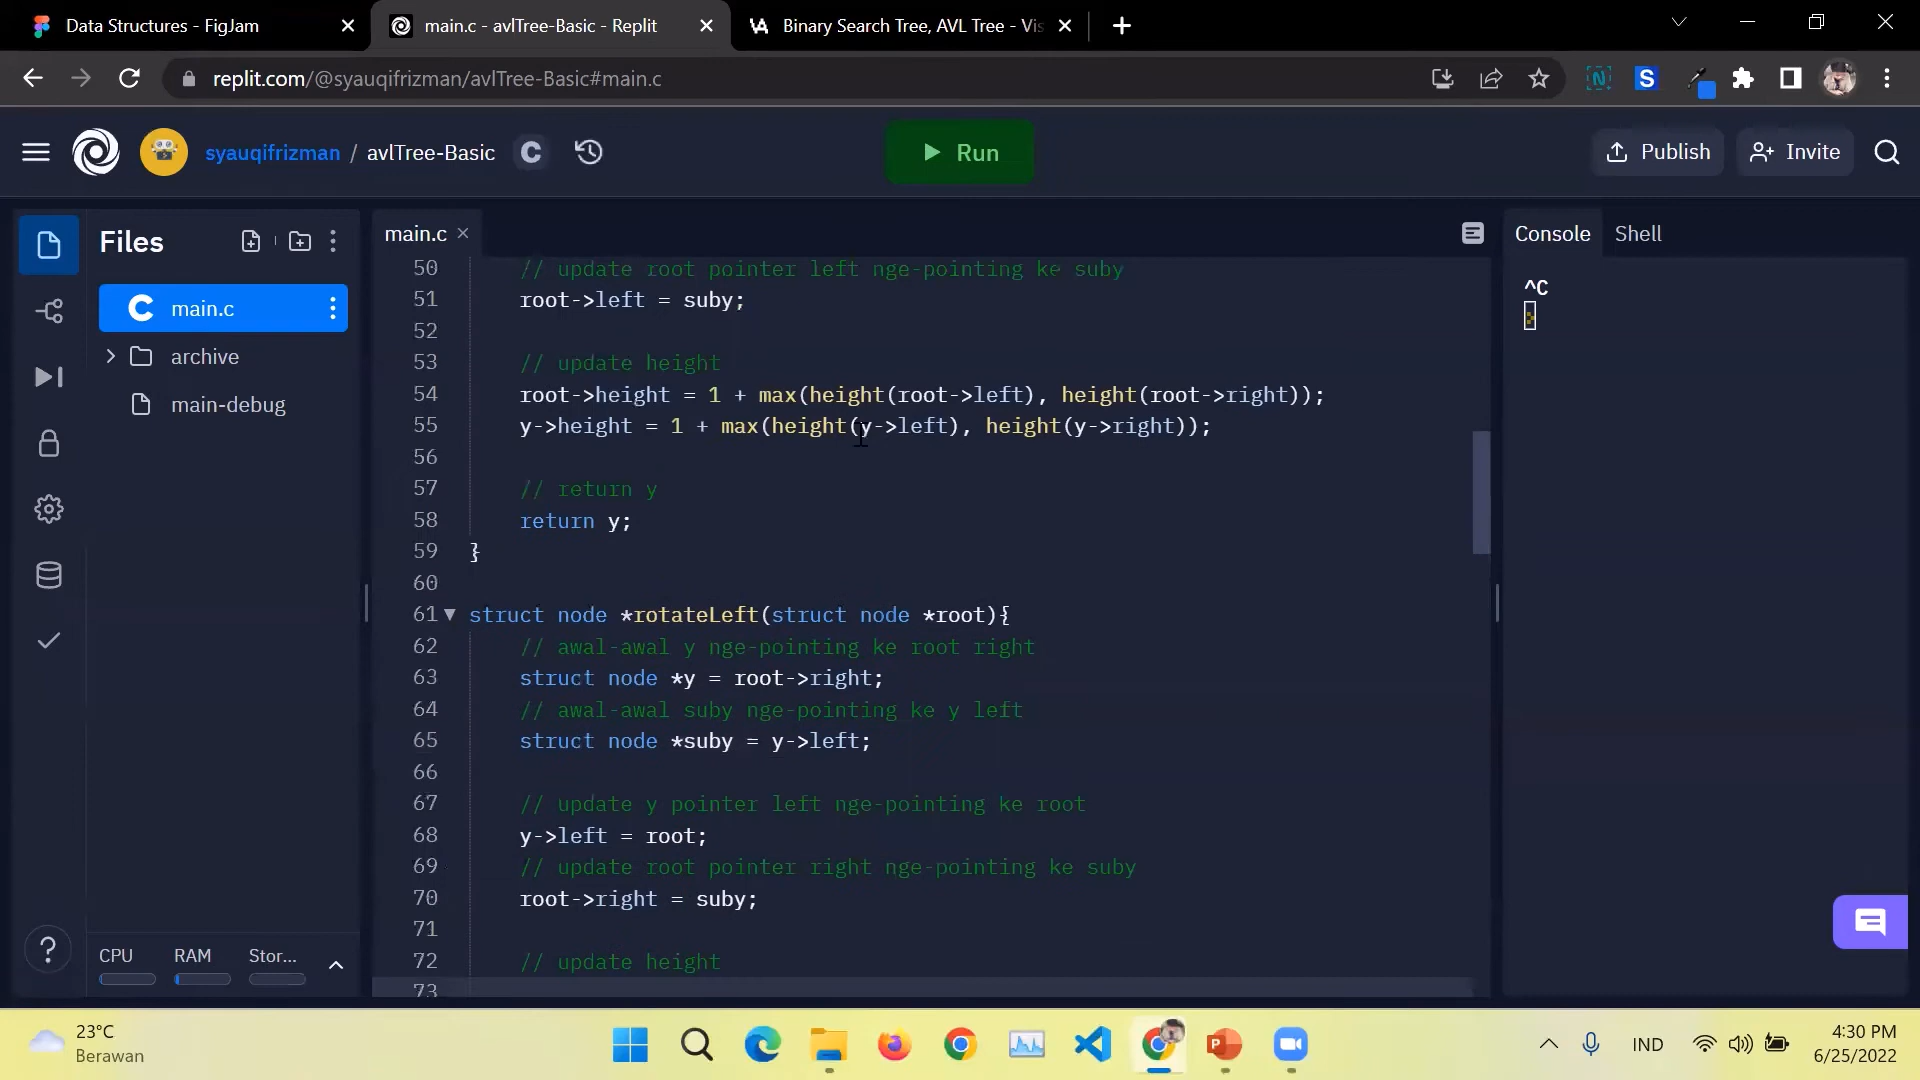 Data Structures - FigJam
main.c - avlTree-Basic - Replit
Binary Search Tree, AVL Tree - Vis
replit.com/@syauqifrizman/avlTree-Basic#main.c
syauqifrizman / avlTree-Basic C
Run
Publish
Invite
Files
main.c
archive
main-debug
CPU
RAM
Stor...
main.c
50 // update root pointer left nge-pointing ke suby
51 root->left = suby;
52
53 // update height
54 root->height = 1 + max(height(root->left), height(root->right));
55 y->height = 1 + max(height(y->left), height(y->right));
56
57 // return y
58 return y;
59 }
60
61 struct node *rotateLeft(struct node *root){
62 // awal-awal y nge-pointing ke root right
63 struct node *y = root->right;
64 // awal-awal suby nge-pointing ke y left
65 struct node *suby = y->left;
66
67 // update y pointer left nge-pointing ke root
68 y->left = root;
69 // update root pointer right nge-pointing ke suby
70 root->right = suby;
71
72 // update height
73
Console
Shell
^C
23°C
Berawan
IND
4:30 PM
6/25/2022